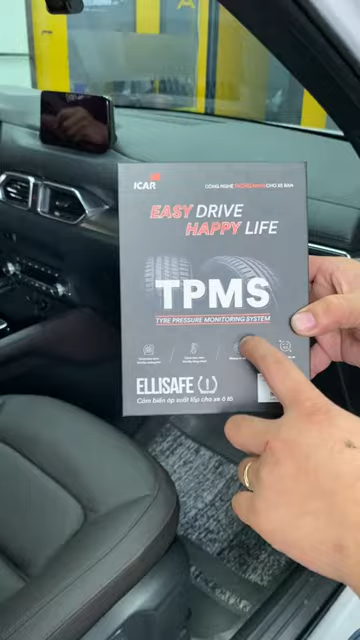 ICAR
CÔNG NGHỆ THÔNG MINH CHO XE BẠN
EASY DRIVE
HAPPY LIFE
TPMS
TYRE PRESSURE MONITORING SYSTEM
ELLISAFE
Cảm biến áp suất lốp cho xe ô tô